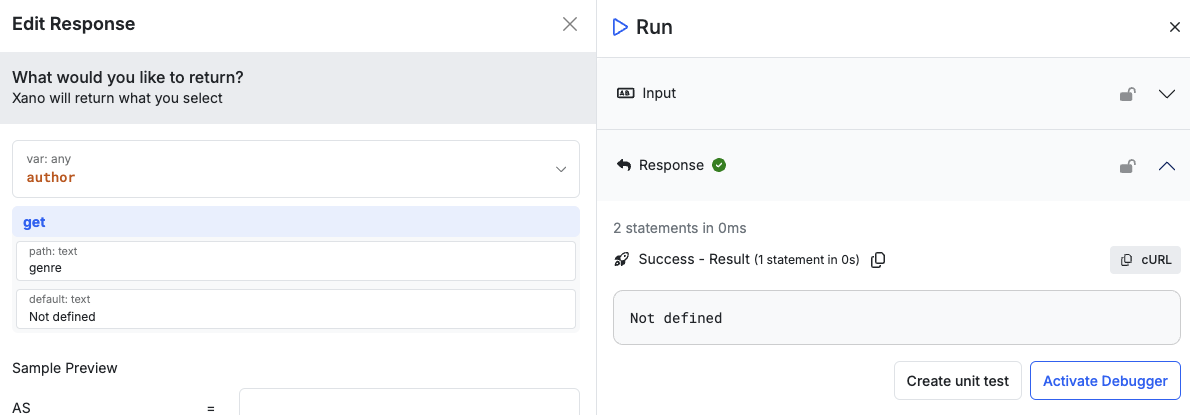 Edit Response
What would you like to return?
Xano will return what you select
var: any
author
get
path: text
genre
default: text
Not defined
Sample Preview
AS =
Run
Input
Response
2 statements in 0ms
Success - Result (1 statement in 0s)
cURL
Not defined
Create unit test
Activate Debugger